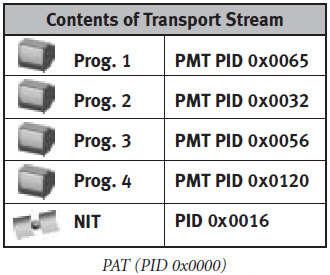 Contents of Transport Stream
Prog. 1 PMT PID 0x0065
Prog. 2 PMT PID 0x0032
Prog. 3 PMT PID 0x0056
Prog. 4 PMT PID 0x0120
NIT PID 0x0016
PAT (PID 0x0000)